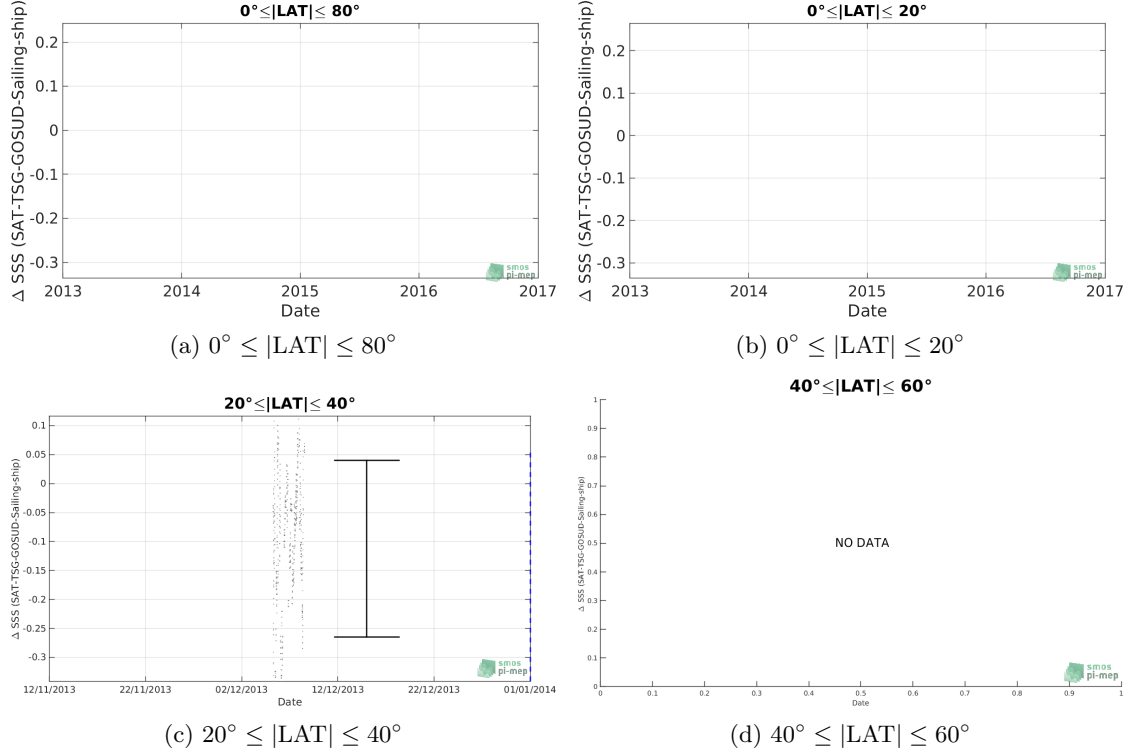 0°≤|LAT|≤ 80°
Δ SSS (SAT-TSG-GOSUD-Sailing-ship)
0.2
0.1
0
-0.1
-0.2
-0.3
2013 2014 2015 2016 2017
Date
smos
pi-mep
(a) 0° ≤ |LAT| ≤ 80°
0°≤|LAT|≤ 20°
Δ SSS (SAT-TSG-GOSUD-Sailing-ship)
0.2
0.1
0
-0.1
-0.2
-0.3
2013 2014 2015 2016 2017
Date
smos
pi-mep
(b) 0° ≤ |LAT| ≤ 20°
20°≤|LAT|≤ 40°
Δ SSS (SAT-TSG-GOSUD-Sailing-ship)
0.1
0.05
0
-0.05
-0.1
-0.15
-0.2
-0.25
-0.3
12/11/2013 22/11/2013 02/12/2013 12/12/2013 22/12/2013 01/01/2014
Date
smos
pi-mep
(c) 20° ≤ |LAT| ≤ 40°
40°≤|LAT|≤ 60°
Δ SSS (SAT-TSG-GOSUD-Sailing-ship)
1
0.9
0.8
0.7
0.6
0.5
0.4
0.3
0.2
0.1
0
NO DATA
0 0.1 0.2 0.3 0.4 0.5 0.6 0.7 0.8 0.9 1
Date
smos
pi-mep
(d) 40° ≤ |LAT| ≤ 60°